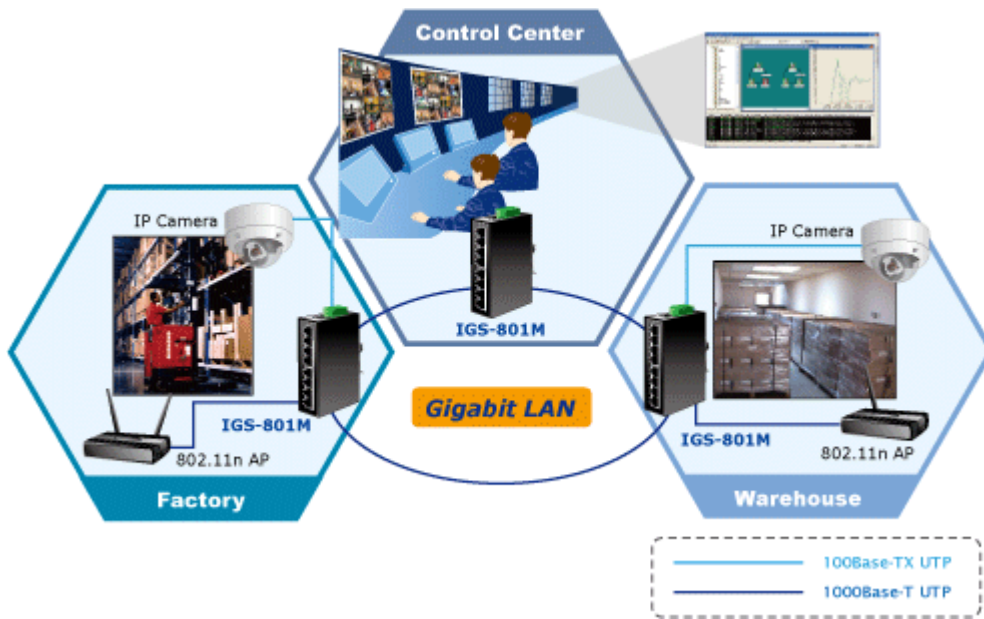 Control Center
IP Camera
IP Camera
IGS-801M
Gigabit LAN
IGS-801M
802.11n AP
IGS-801M
802.11n AP
Factory
Warehouse
100Base-TX UTP
1000Base-T UTP